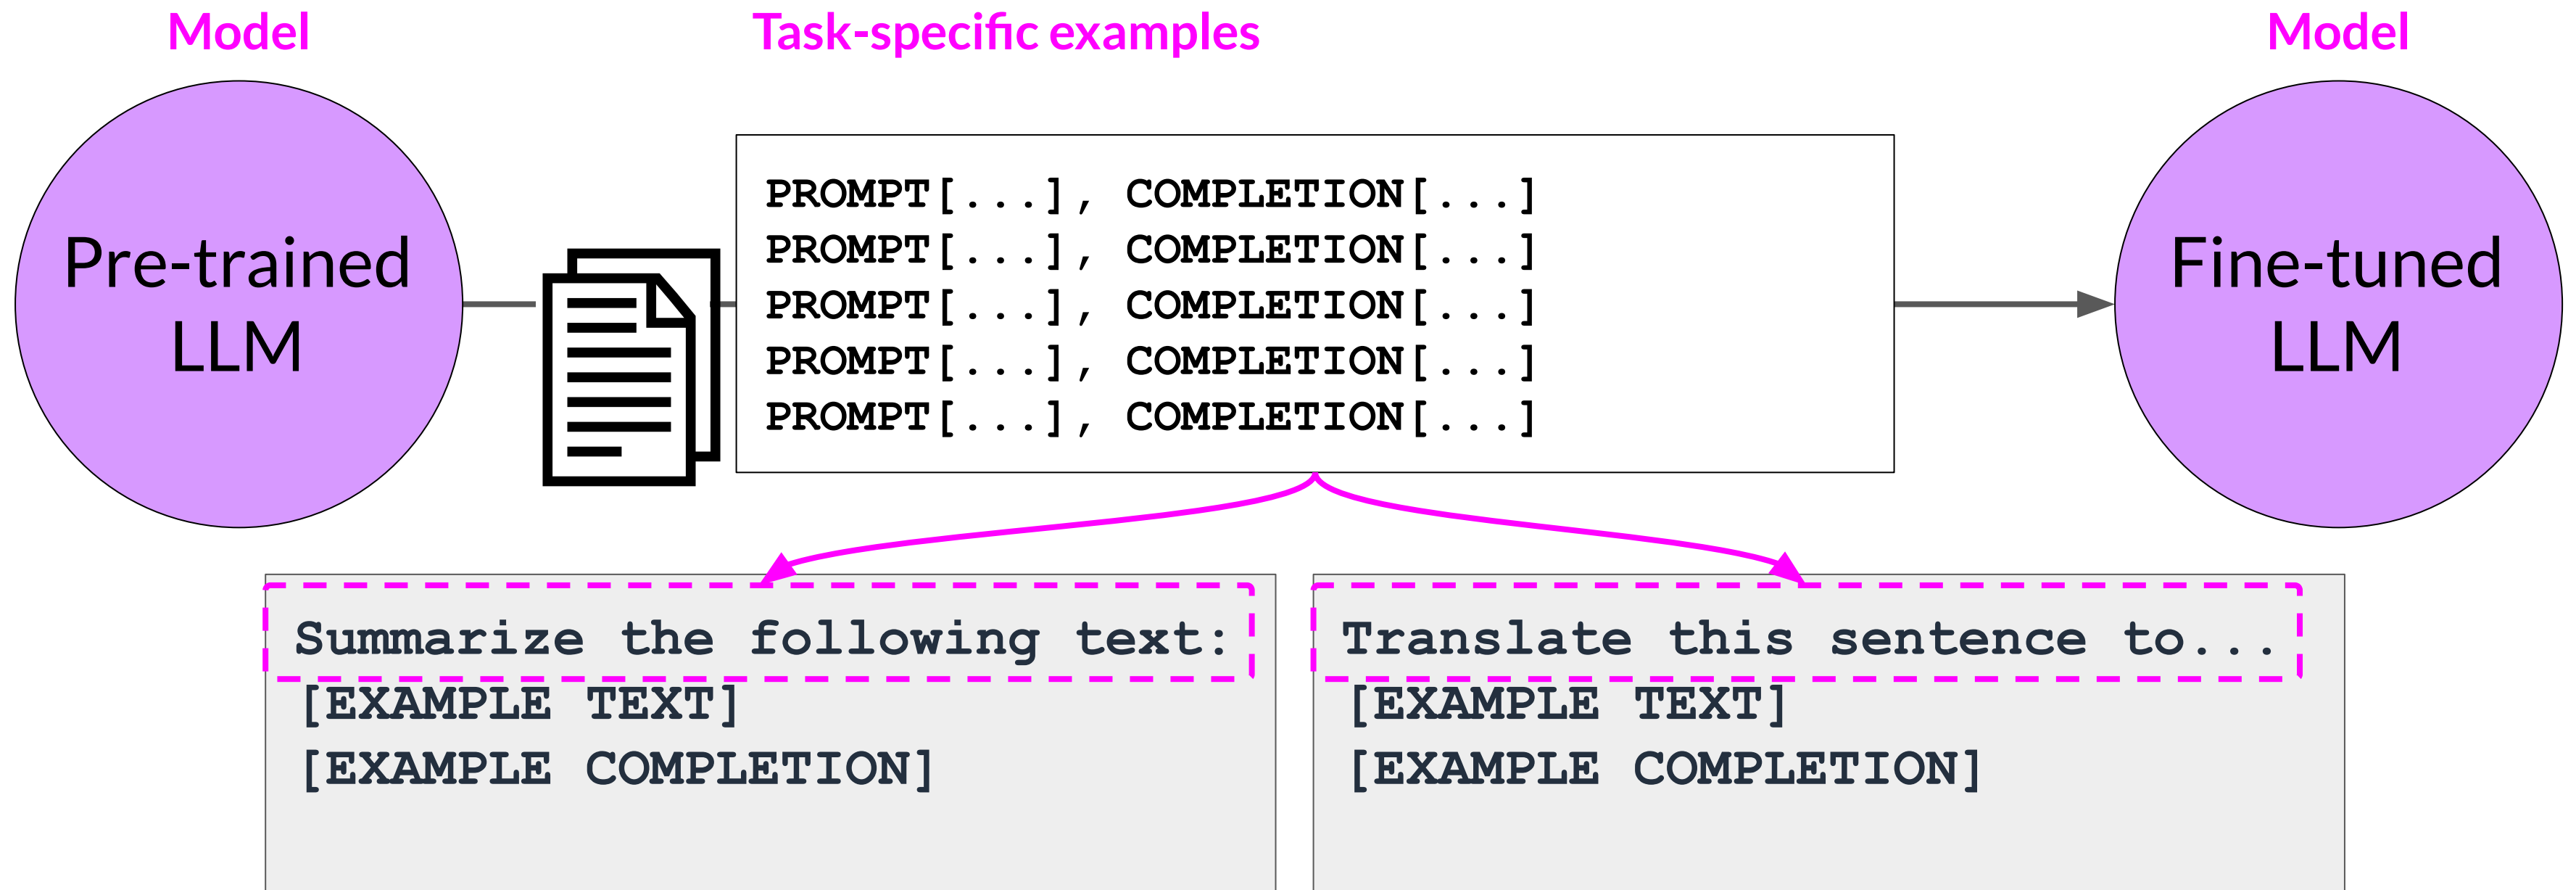 Model
Task-specific examples
Model
Pre-trained
LLM
PROMPT[...], COMPLETION[...]
PROMPT[...], COMPLETION[...]
PROMPT[...], COMPLETION[...]
PROMPT[...], COMPLETION[...]
PROMPT[...], COMPLETION[...]
Fine-tuned
LLM
Summarize the following text:
[EXAMPLE TEXT]
[EXAMPLE COMPLETION]
Translate this sentence to...
[EXAMPLE TEXT]
[EXAMPLE COMPLETION]